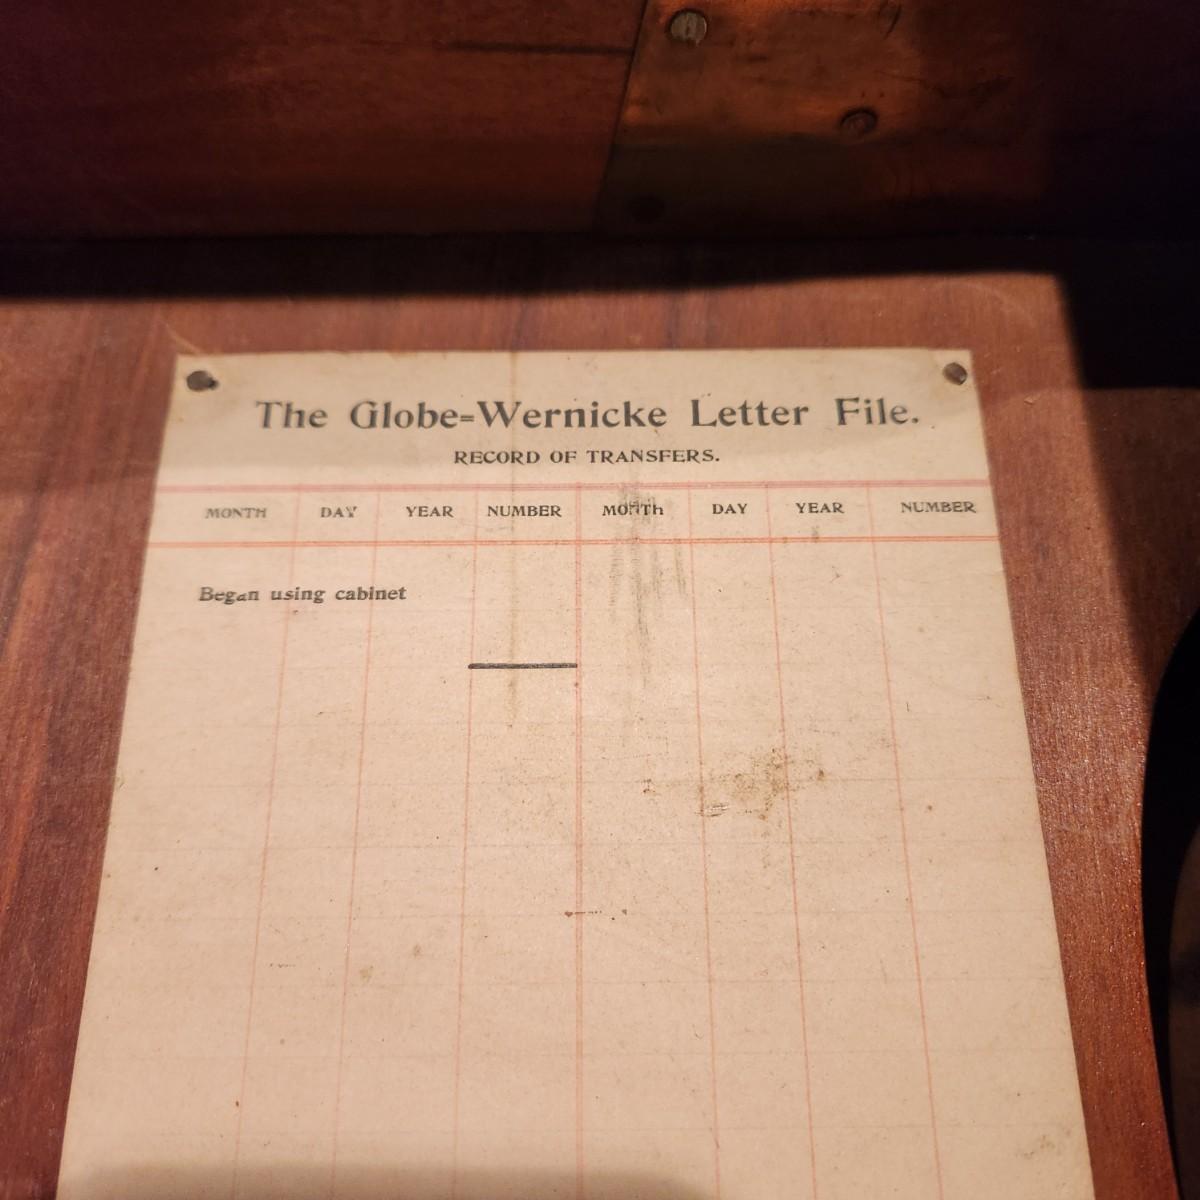 The Globe=Wernicke Letter File.
RECORD OF TRANSFERS.
MONTH DAY YEAR NUMBER MONTh DAY YEAR NUMBER
Began using cabinet